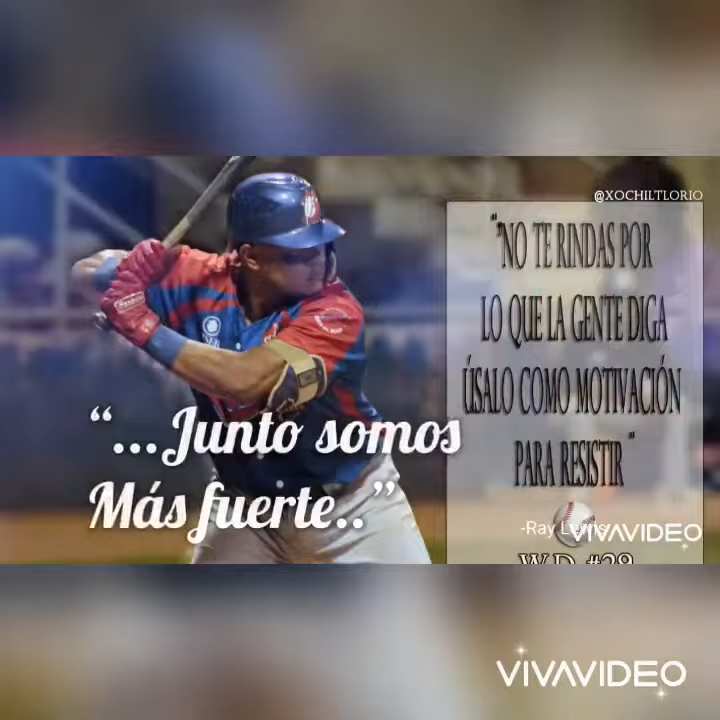 @XOCHILTLORIO
"NO TE RINDAS POR
LO QUE LA GENTE DIGA
ÚSALO COMO MOTIVACIÓN
PARA RESISTIR"
"...Junto somos
Más fuerte.."
-Ray
VIVAVIDEO
VIVAVIDEO